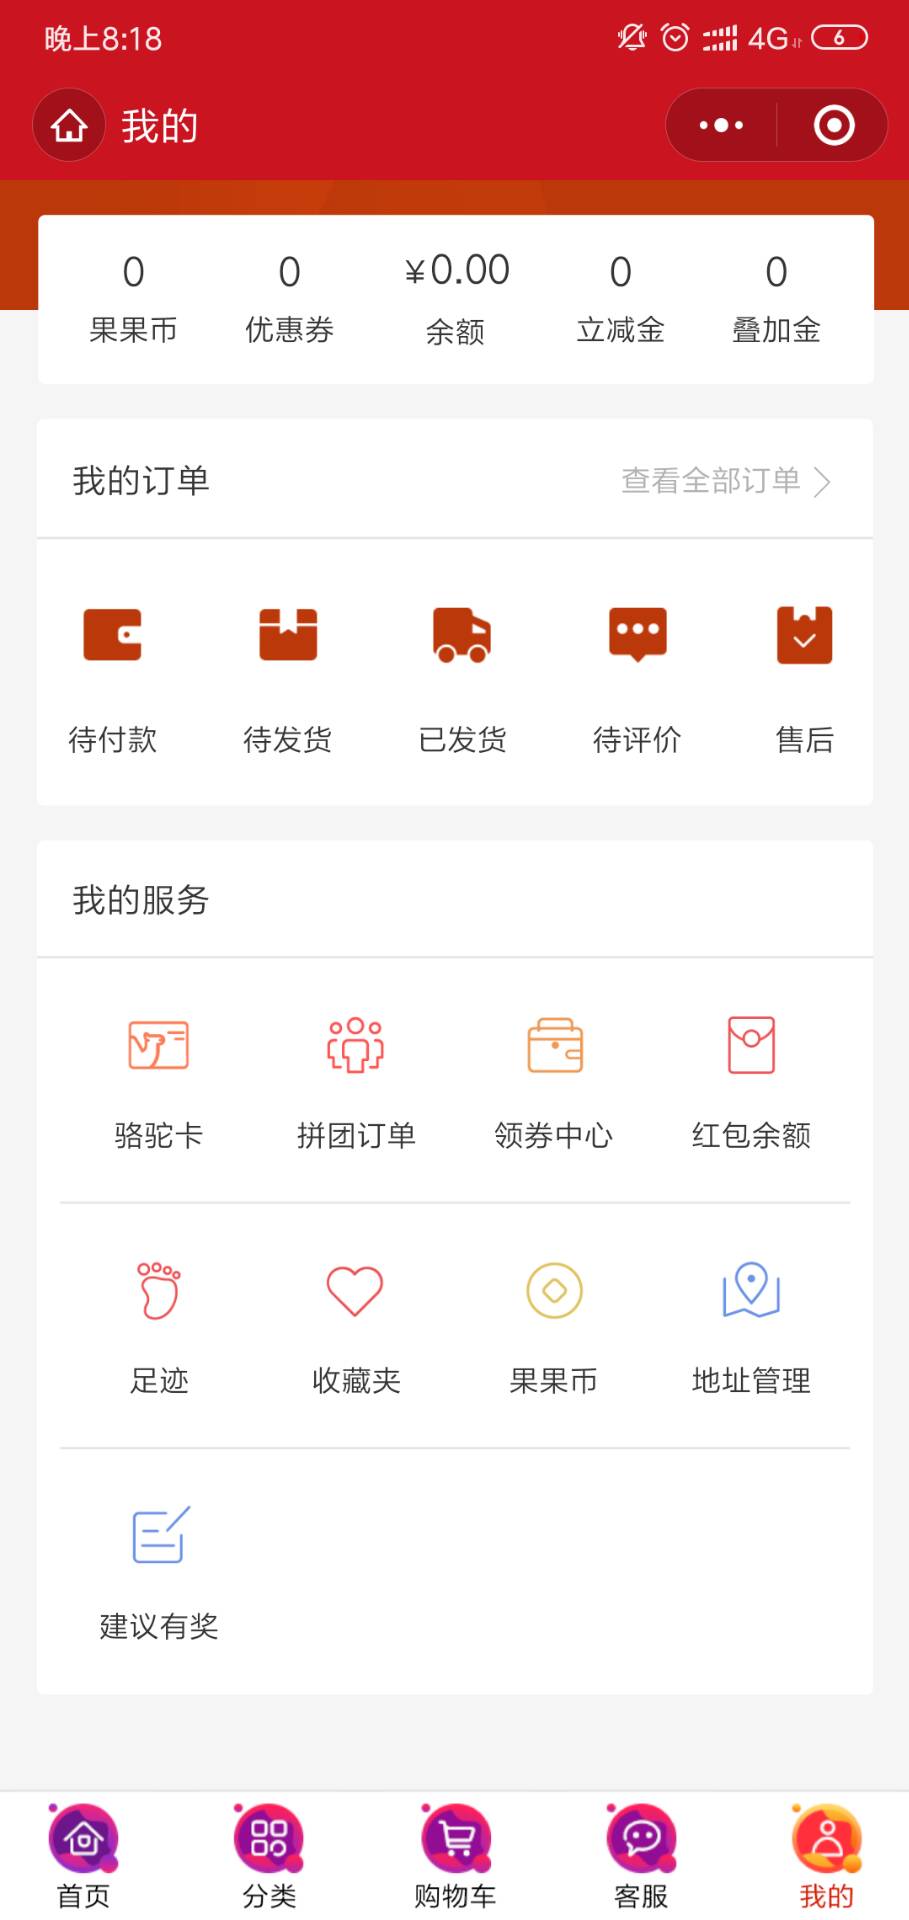 晚上8:18 4G 6
我的
0 0 ¥0.00 0 0
果果币 优惠券 余额 立减金 叠加金
我的订单 查看全部订单
待付款 待发货 已发货 待评价 售后
我的服务
骆驼卡 拼团订单 领券中心 红包余额
足迹 收藏夹 果果币 地址管理
建议有奖
首页 分类 购物车 客服 我的